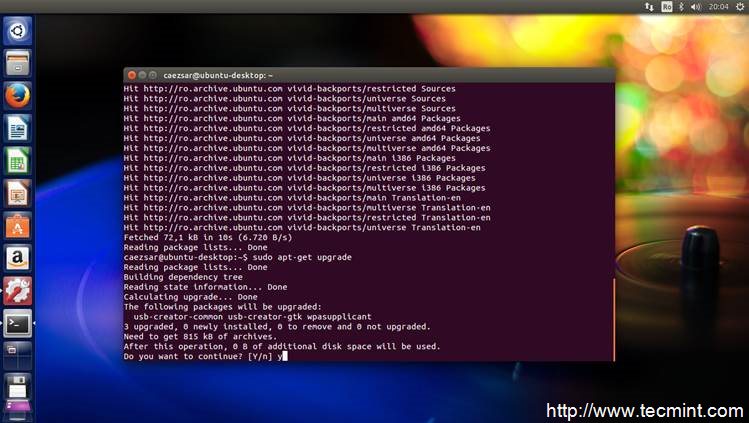 Ro
20:04
caezsar@ubuntu-desktop: ~
Hit http://ro.archive.ubuntu.com vivid-backports/restricted Sources
Hit http://ro.archive.ubuntu.com vivid-backports/universe Sources
Hit http://ro.archive.ubuntu.com vivid-backports/multiverse Sources
Hit http://ro.archive.ubuntu.com vivid-backports/main amd64 Packages
Hit http://ro.archive.ubuntu.com vivid-backports/restricted amd64 Packages
Hit http://ro.archive.ubuntu.com vivid-backports/universe amd64 Packages
Hit http://ro.archive.ubuntu.com vivid-backports/multiverse amd64 Packages
Hit http://ro.archive.ubuntu.com vivid-backports/main i386 Packages
Hit http://ro.archive.ubuntu.com vivid-backports/restricted i386 Packages
Hit http://ro.archive.ubuntu.com vivid-backports/universe i386 Packages
Hit http://ro.archive.ubuntu.com vivid-backports/multiverse i386 Packages
Hit http://ro.archive.ubuntu.com vivid-backports/main Translation-en
Hit http://ro.archive.ubuntu.com vivid-backports/multiverse Translation-en
Hit http://ro.archive.ubuntu.com vivid-backports/restricted Translation-en
Hit http://ro.archive.ubuntu.com vivid-backports/universe Translation-en
Fetched 72,1 kB in 10s (6.720 B/s)
Reading package lists... Done
caezsar@ubuntu-desktop:~$ sudo apt-get upgrade
Reading package lists... Done
Building dependency tree
Reading state information... Done
Calculating upgrade... Done
The following packages will be upgraded:
  usb-creator-common usb-creator-gtk wpasupplicant
3 upgraded, 0 newly installed, 0 to remove and 0 not upgraded.
Need to get 815 kB of archives.
After this operation, 0 B of additional disk space will be used.
Do you want to continue? [Y/n] y
http://www.tecmint.com